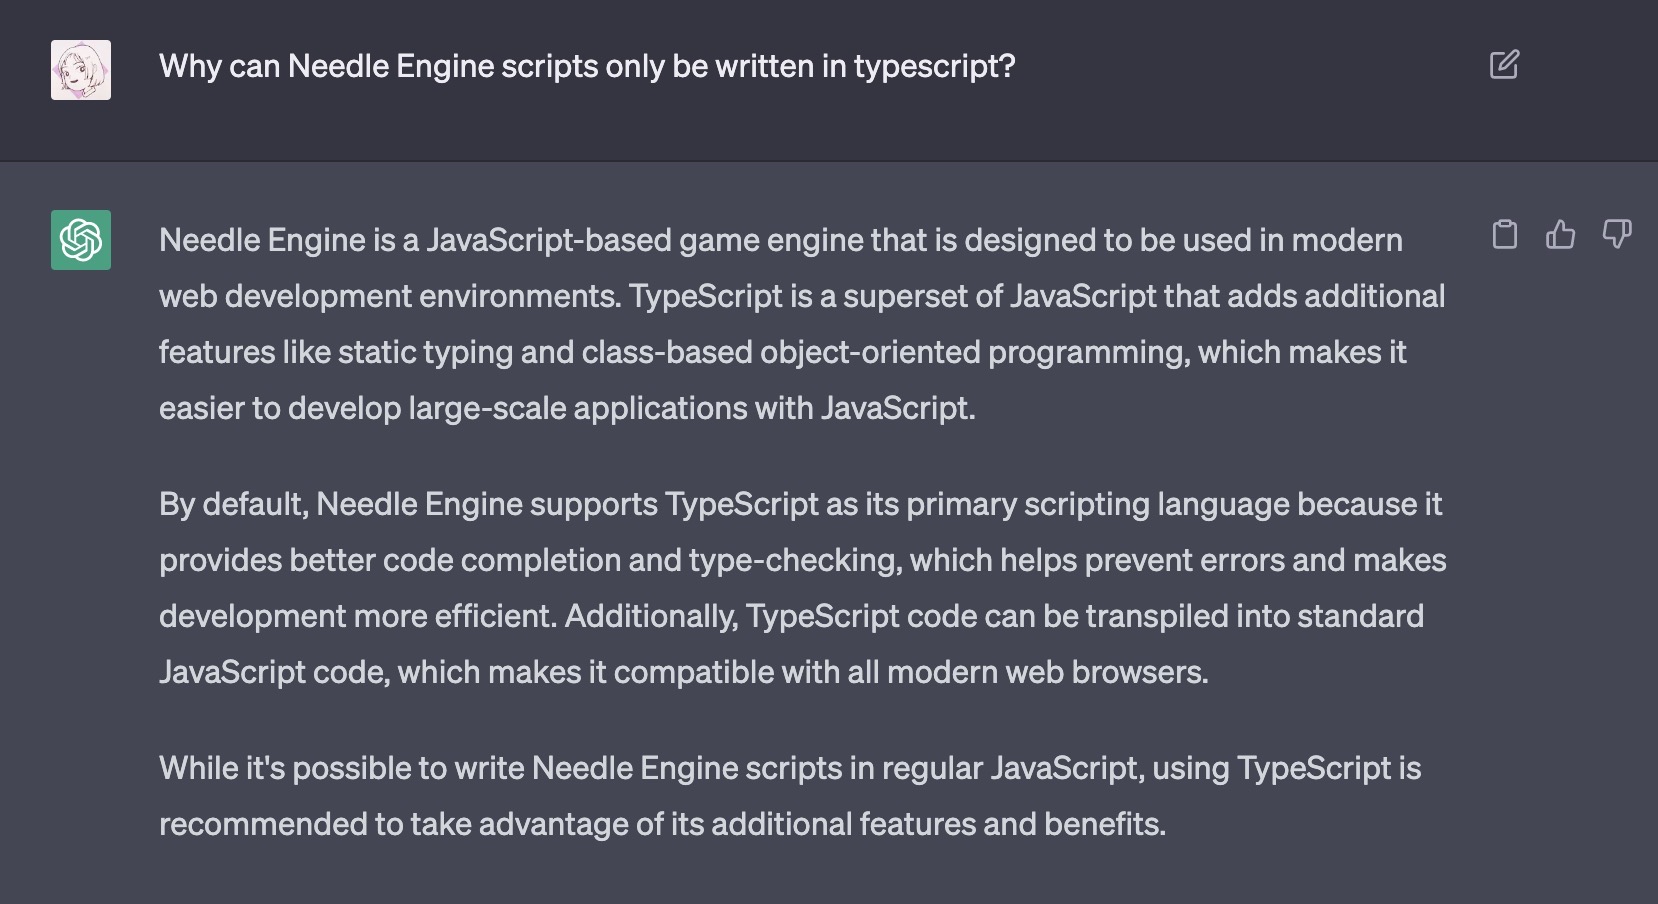 Why can Needle Engine scripts only be written in typescript?
Needle Engine is a JavaScript-based game engine that is designed to be used in modern
web development environments. TypeScript is a superset of JavaScript that adds additional
features like static typing and class-based object-oriented programming, which makes it
easier to develop large-scale applications with JavaScript.
By default, Needle Engine supports TypeScript as its primary scripting language because it
provides better code completion and type-checking, which helps prevent errors and makes
development more efficient. Additionally, TypeScript code can be transpiled into standard
JavaScript code, which makes it compatible with all modern web browsers.
While it's possible to write Needle Engine scripts in regular JavaScript, using TypeScript is
recommended to take advantage of its additional features and benefits.